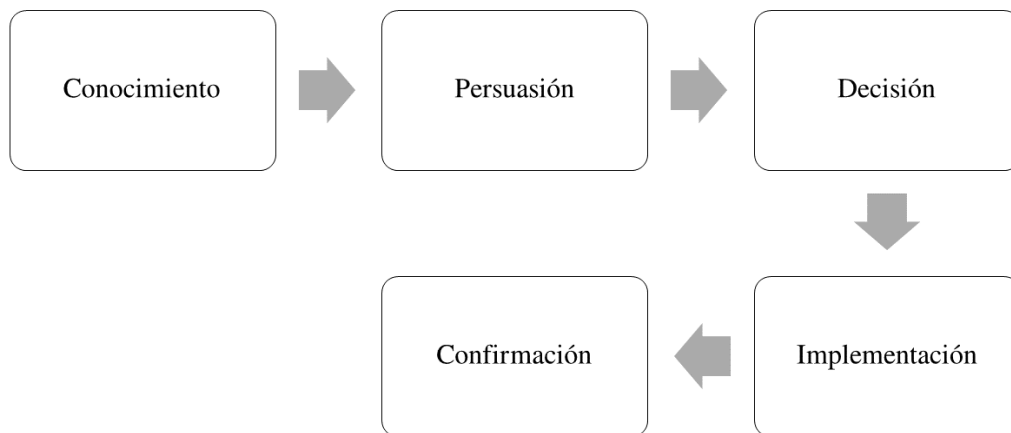 Conocimiento
Persuasión
Decisión
Implementación
Confirmación